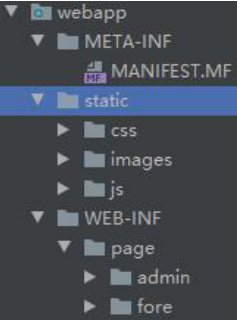 webapp
META-INF
MF MANIFEST.MF
static
css
images
js
WEB-INF
page
admin
fore